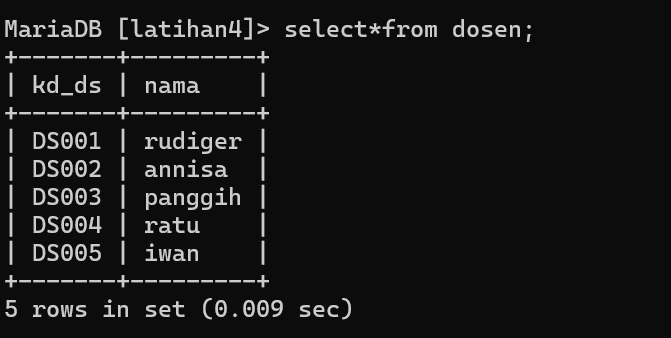 MariaDB [latihan4]> select*from dosen;
+-------+---------+
| kd_ds | nama    |
+-------+---------+
| DS001 | rudiger |
| DS002 | annisa  |
| DS003 | panggih |
| DS004 | ratu    |
| DS005 | iwan    |
+-------+---------+
5 rows in set (0.009 sec)